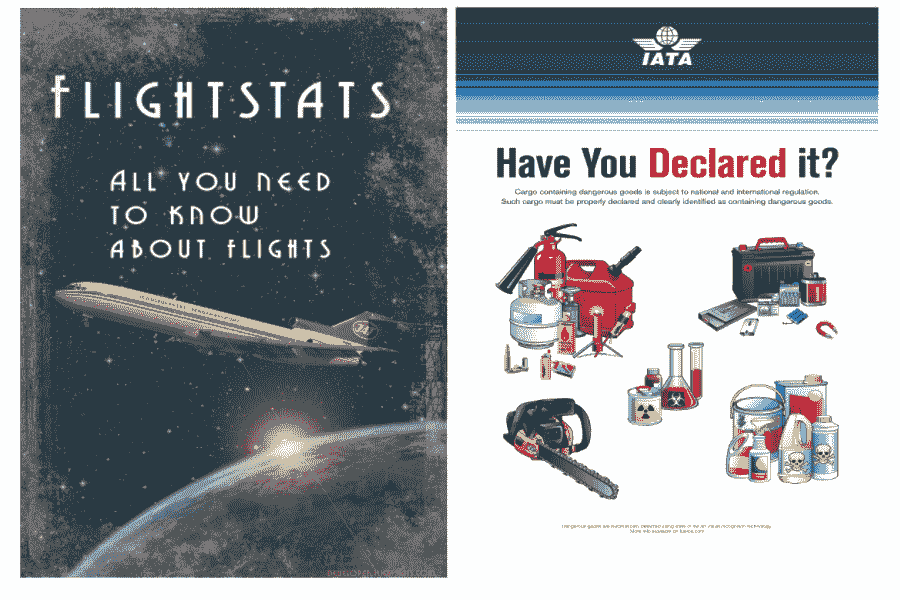 FLIGHTSTATS
ALL YOU NEED
TO KNOW
ABOUT FLIGHTS
IATA
Have You Declared it?
Cargo containing dangerous goods is subject to national and international regulation.
Such cargo must be properly declared and clearly identified as containing dangerous goods.